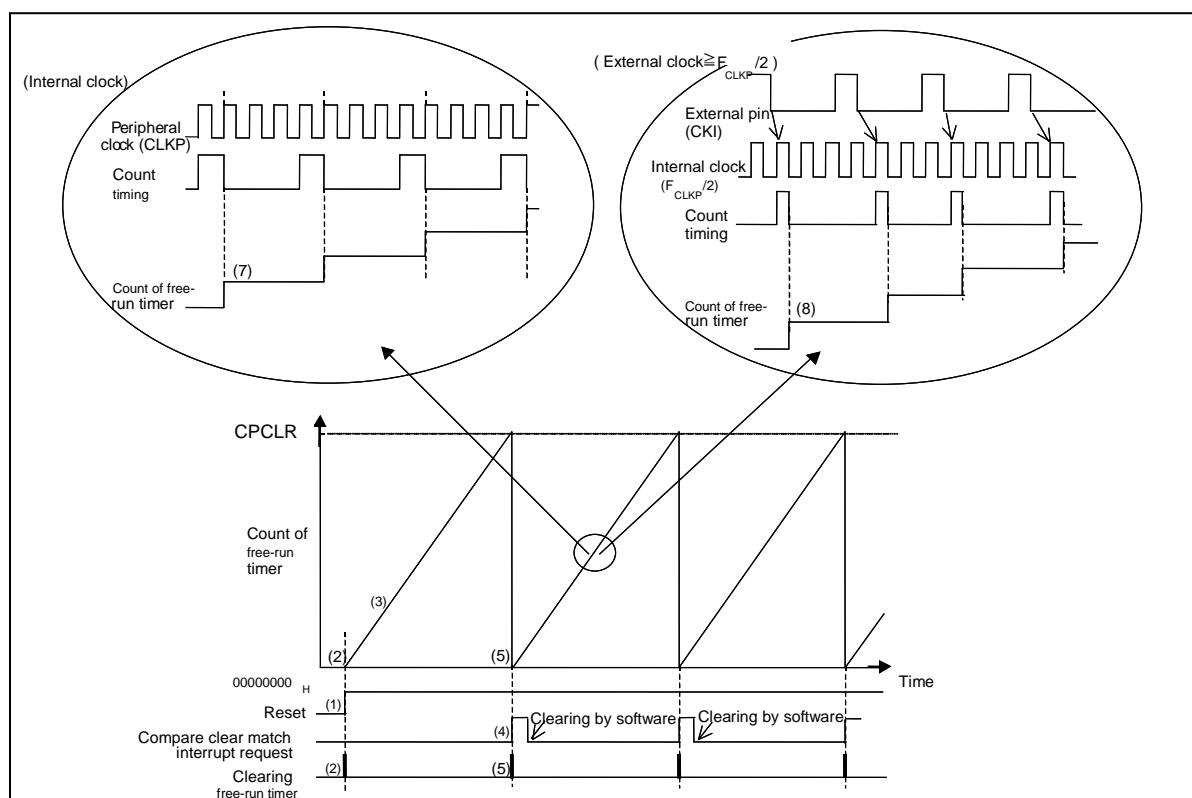 (Internal clock)
Peripheral
clock (CLKP)
Count
timing
(7)
Count of free-
run timer
( External clock≧F CLKP /2 )
External pin
(CKI)
Internal clock
(F CLKP /2)
Count
timing
(8)
Count of free-
run timer
CPCLR
Count of
free-run
timer
(3)
(2)
(5)
Time
00000000 H
Reset
(1)
Clearing by software
Clearing by software
Compare clear match
interrupt request
(4)
(2)
(5)
Clearing
free-run timer